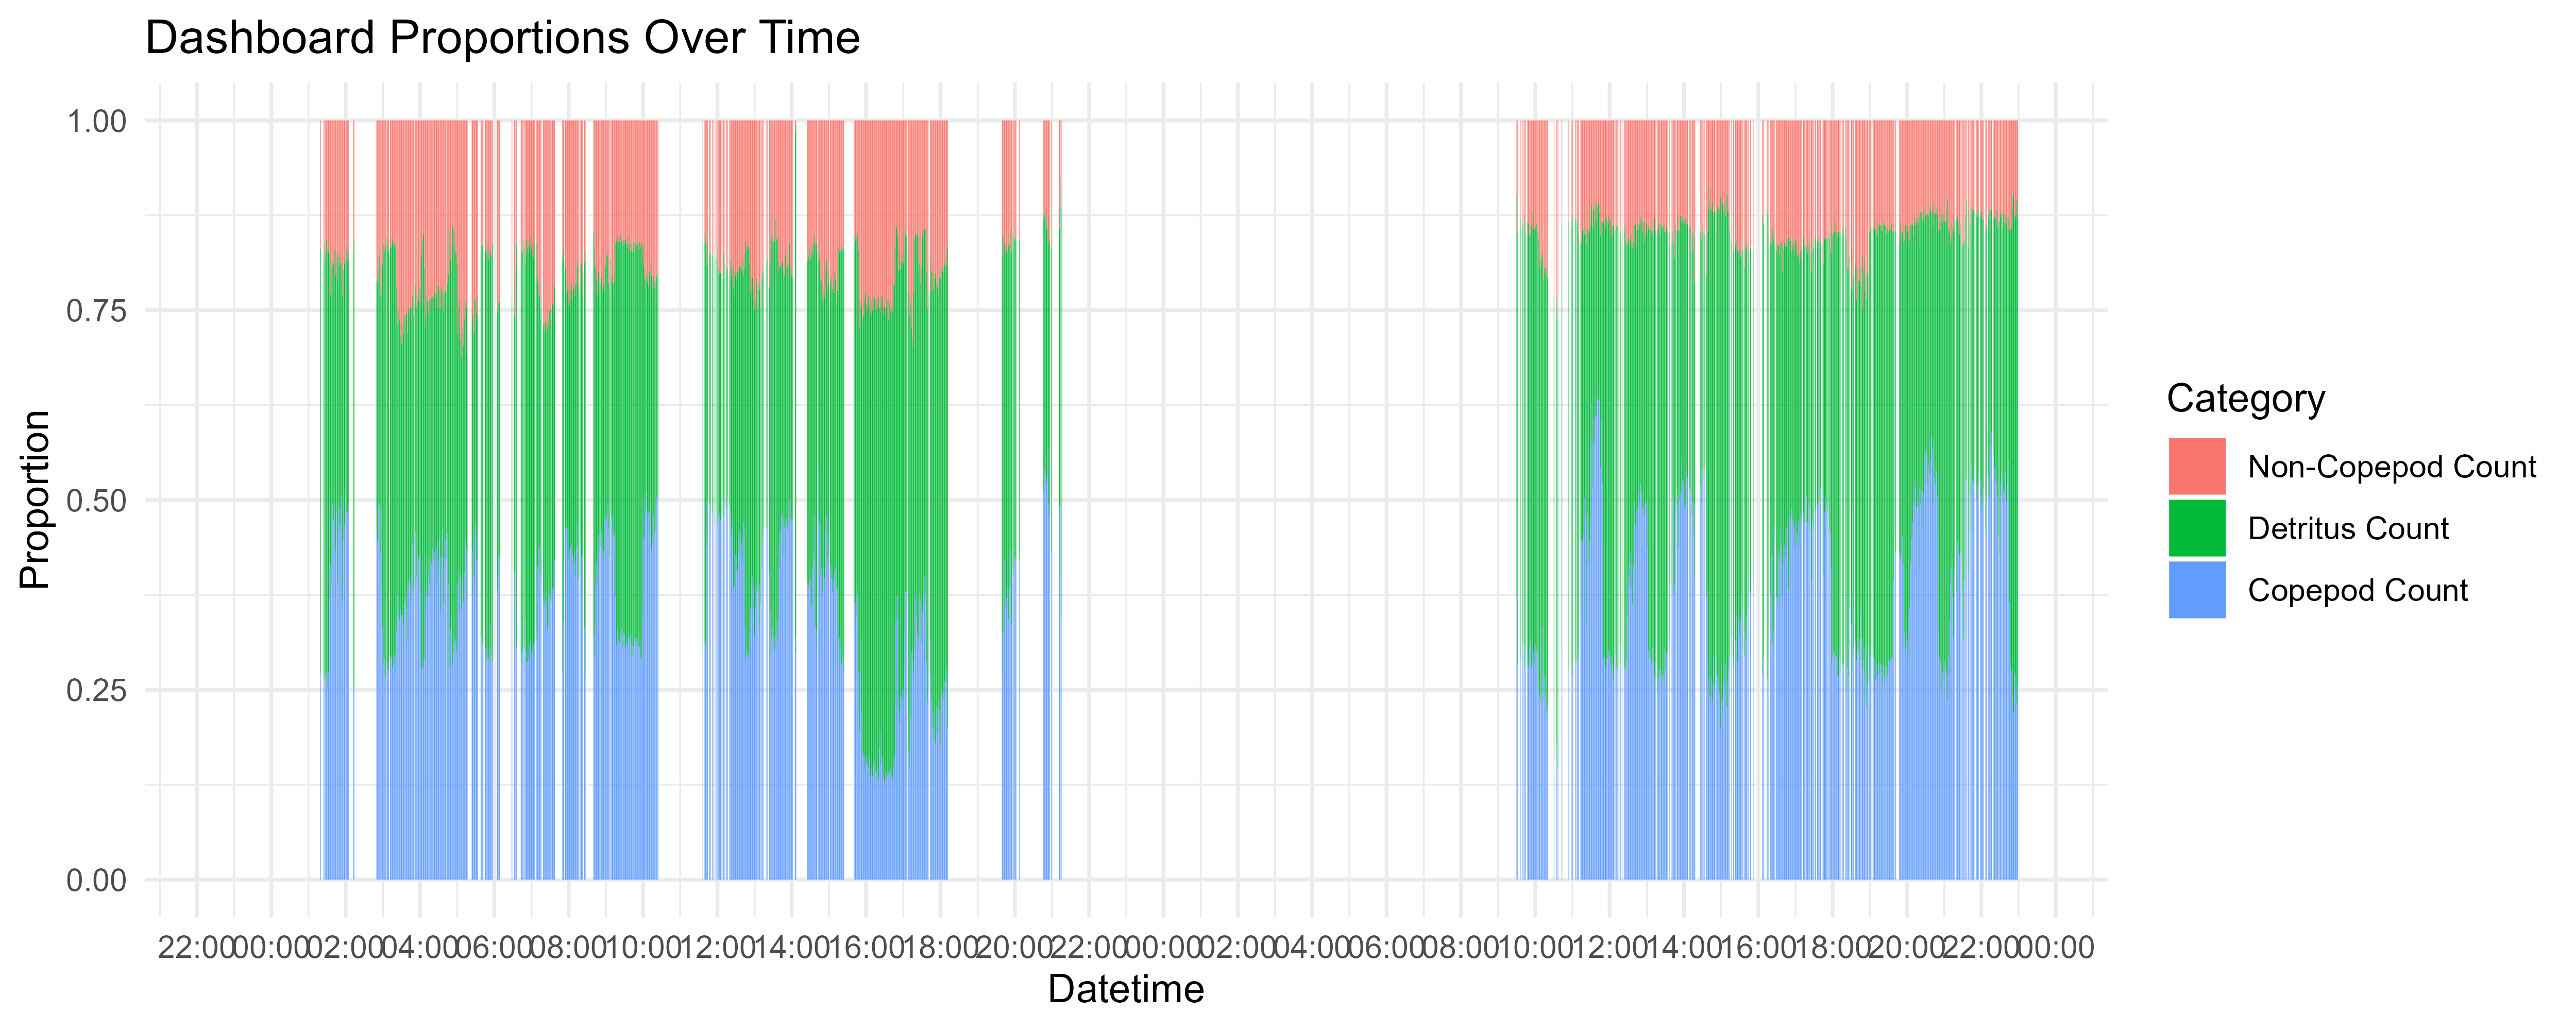 Dashboard Proportions Over Time
1.00
0.75
0.50
0.25
0.00
Proportion
22:00 00:00 02:00 04:00 06:00 08:00 10:00 12:00 14:00 16:00 18:00 20:00 22:00 00:00 02:00 04:00 06:00 08:00 10:00 12:00 14:00 16:00 18:00 20:00 22:00 00:00
Datetime
Category
Non-Copepod Count
Detritus Count
Copepod Count